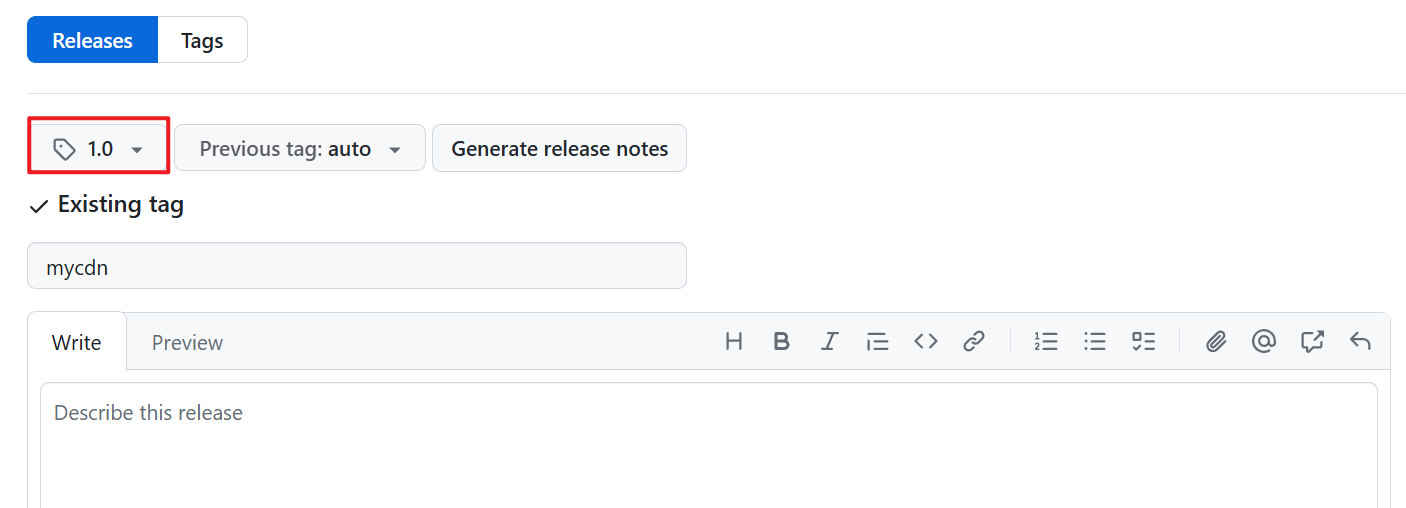 Releases Tags
1.0 Previous tag: auto Generate release notes
Existing tag
mycdn
Write Preview
Describe this release